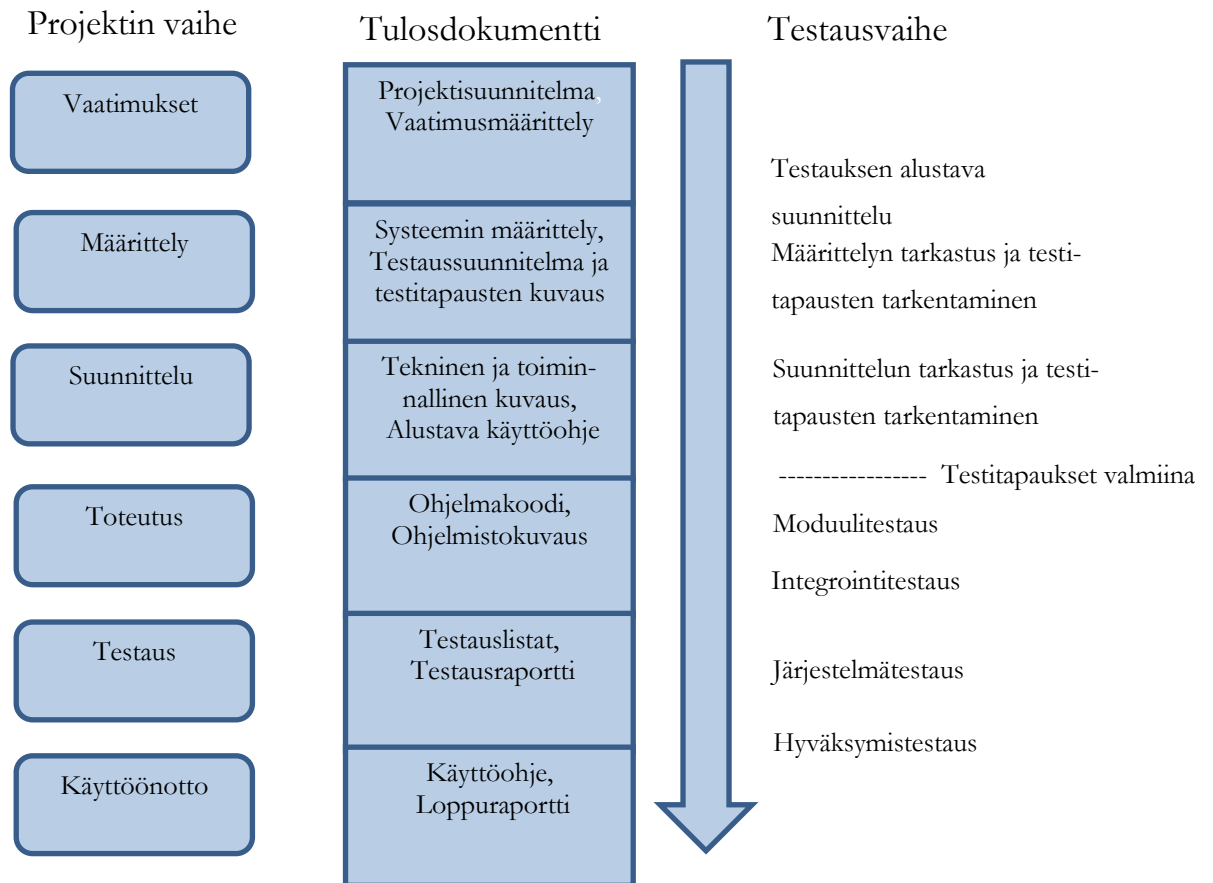 Projektin vaihe
Tulosdokumentti
Testausvaihe
Vaatimukset
Projektisuunnitelma,
Vaatimusmäärittely
Testauksen alustava
suunnittelu
Määrittely
Systeemin määrittely,
Testaussuunnitelma ja
testitapausten kuvaus
Määrittelyn tarkastus ja testi-
tapausten tarkentaminen
Suunnittelu
Tekninen ja toimin-
nallinen kuvaus,
Alustava käyttöohje
Suunnittelun tarkastus ja testi-
tapausten tarkentaminen
----------------- Testitapaukset valmiina
Toteutus
Ohjelmakoodi,
Ohjelmistokuvaus
Moduulitestaus
Integrointitestaus
Testaus
Testauslistat,
Testausraportti
Järjestelmätestaus
Hyväksymistestaus
Käyttöönotto
Käyttöohje,
Loppuraportti